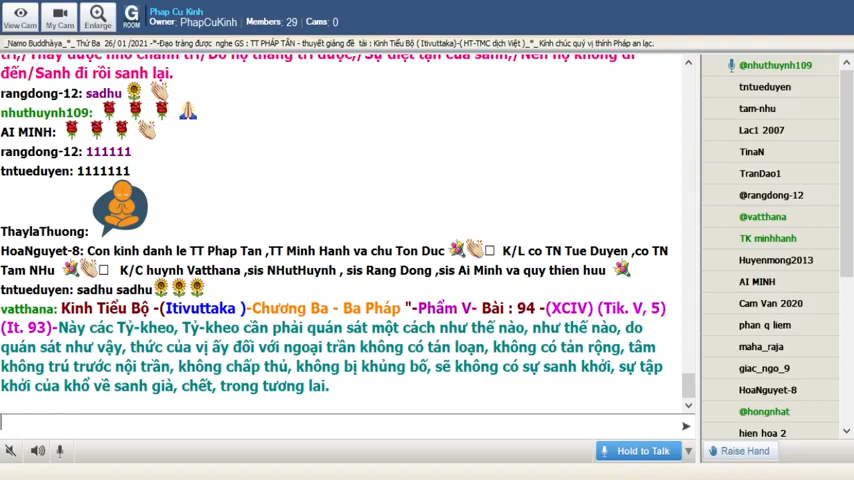 View Cam
My Cam
Enlarge
G
ROOM
Phap Cu Kinh
Owner: PhapCuKinh , Members: 29 , Cams: 0
_Namo Buddhàya_*_ Thứ Ba 26/ 01 /2021 -*-Đạo tràng được nghe GS : TT PHÁP TÂN - thuyết giảng đề tài : Kinh Tiểu Bộ ( Itivuttaka)-( HT-TMC dịch Việt )_*_ Kính chúc quý vị thính Pháp an lạc.
đến/Sanh đi rồi sanh lại.
rangdong-12: sadhu
nhuthuynh109:
AI MINH:
rangdong-12: 111111
tntueduyen: 1111111
ThaylaThuong:
HoaNguyet-8: Con kinh danh le TT Phap Tan ,TT Minh Hanh va chu Ton Duc K/L co TN Tue Duyen ,co TN
Tam NHu K/C huynh Vatthana ,sis NHutHuynh , sis Rang Dong ,sis Ai Minh va quy thien huu
tntueduyen: sadhu sadhu
vatthana: Kinh Tiểu Bộ -(Itivuttaka )-Chương Ba - Ba Pháp "-Phẩm V- Bài : 94 -(XCIV) (Tik. V, 5)
(It. 93)-Này các Tỷ-kheo, Tỷ-kheo cần phải quán sát một cách như thế nào, như thế nào, do
quán sát như vậy, thức của vị ấy đối với ngoại trần không có tán loạn, không có tản rộng, tâm
không trú trước nội trần, không chấp thủ, không bị khủng bố, sẽ không có sự sanh khởi, sự tập
khởi của khổ về sanh già, chết, trong tương lai.
Hold to Talk
@nhuthuynh109
tntueduyen
tam-nhu
Lac1 2007
TinaN
TranDao1
@rangdong-12
@vatthana
TK minhhanh
Huyenmong2013
AI MINH
Cam Van 2020
phan q liem
maha_raja
giac_ngo_9
HoaNguyet-8
@hongnhat
hien hoa 2
Raise Hand